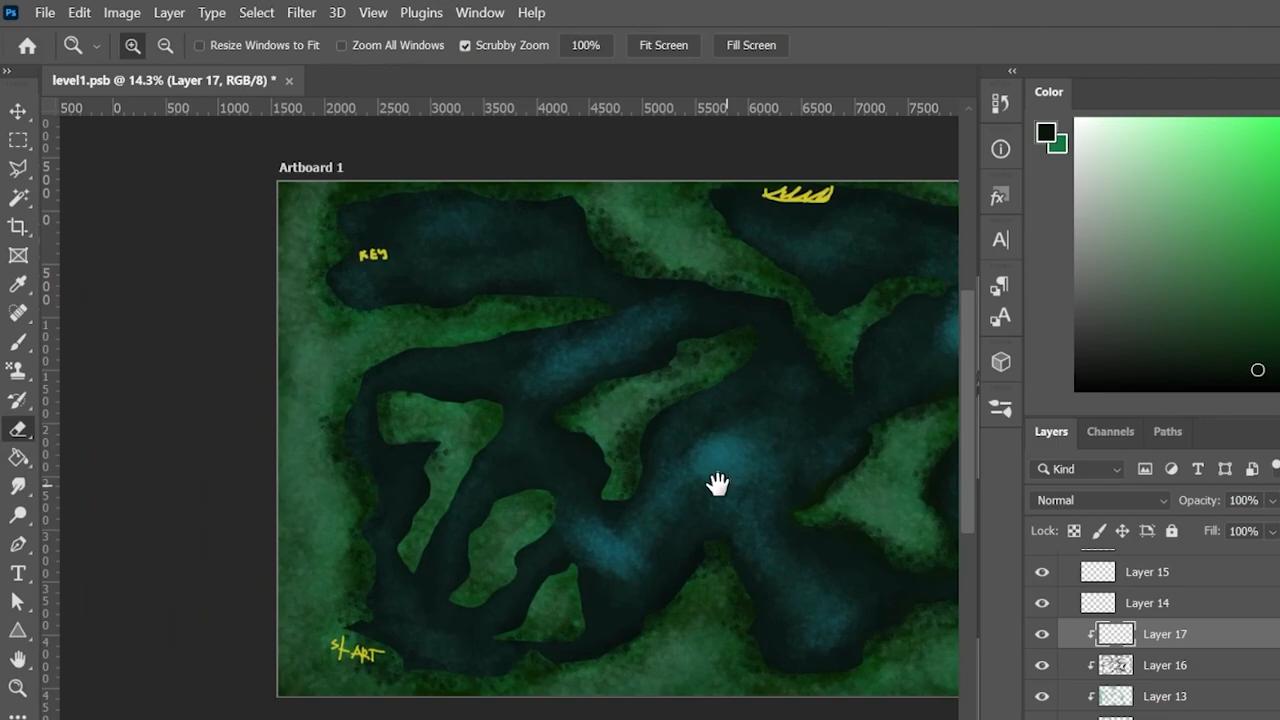 Ps File Edit Image Layer Type Select Filter 3D View Plugins Window Help
Resize Windows to Fit Zoom All Windows Scrubby Zoom 100% Fit Screen Fill Screen
level1.psb @ 14.3% (Layer 17, RGB/8) * ×
500 0 500 1000 1500 2000 2500 3000 3500 4000 4500 5000 5500 6000 6500 7000 7500
Color
Artboard 1
KEY
START
Layers Channels Paths
Kind
Normal Opacity: 100%
Lock: Fill: 100%
Layer 15
Layer 14
Layer 17
Layer 16
Layer 13